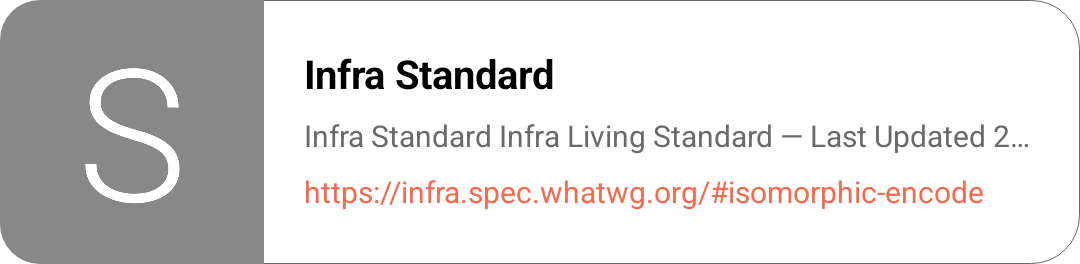 S
Infra Standard
Infra Standard Infra Living Standard — Last Updated 2...
https://infra.spec.whatwg.org/#isomorphic-encode